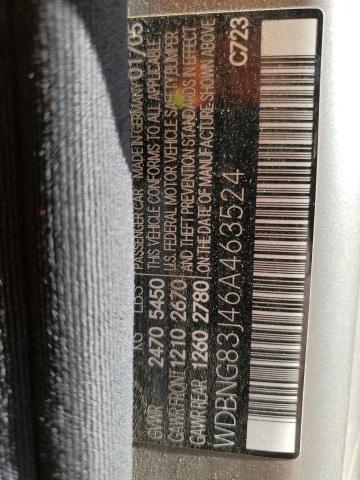 MADE IN GERMANY 01/05
PASSENGER CAR
THIS VEHICLE CONFORMS TO ALL APPLICABLE
U.S. FEDERAL MOTOR VEHICLE SAFETY, BUMPER,
AND THEFT PREVENTION STANDARDS IN EFFECT
ON THE DATE OF MANUFACTURE SHOWN ABOVE
KG LBS
GVWR 2470 5450
GAWR FRONT 1210 2670
GAWR REAR 1260 2780
C723
WDBNG83J46A463524